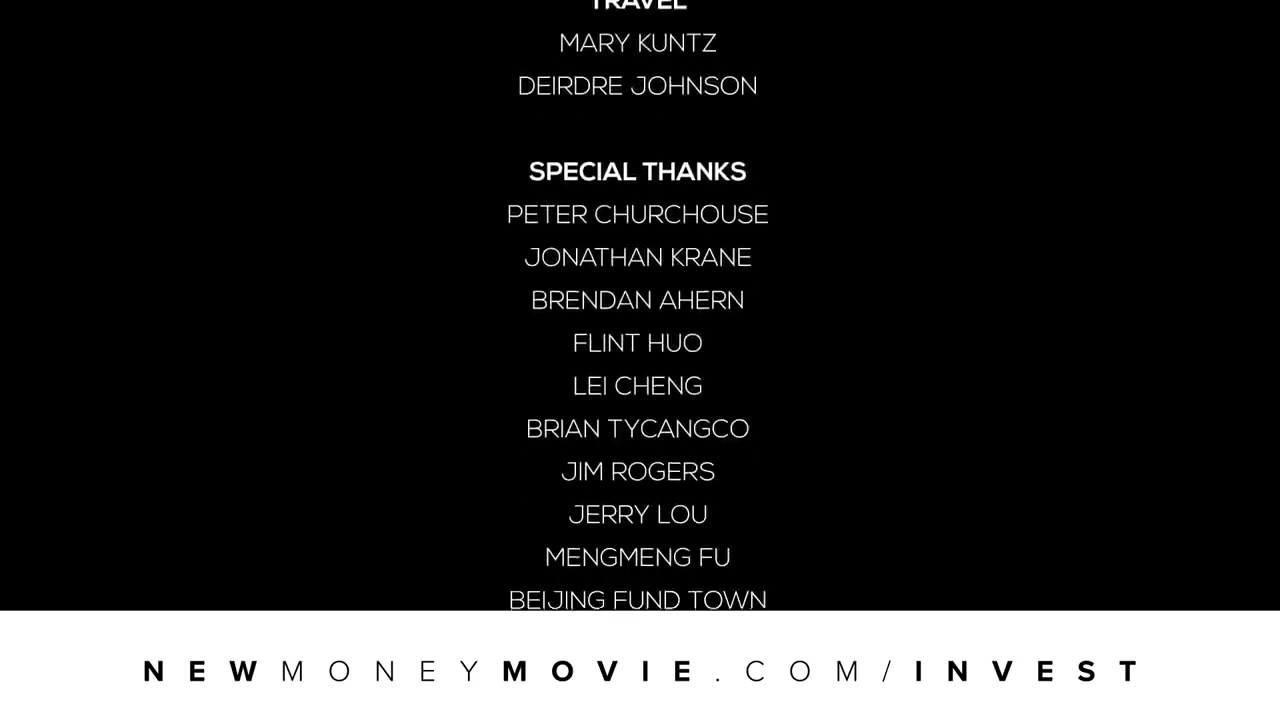 TRAVEL
MARY KUNTZ
DEIRDRE JOHNSON
SPECIAL THANKS
PETER CHURCHOUSE
JONATHAN KRANE
BRENDAN AHERN
FLINT HUO
LEI CHENG
BRIAN TYCANGCO
JIM ROGERS
JERRY LOU
MENGMENG FU
BEIJING FUND TOWN
NEWMONEYMOVIE.COM/INVEST